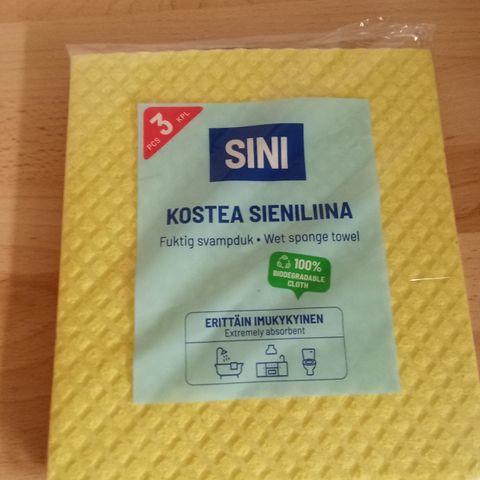 3
PCS KPL
SINI
KOSTEA SIENILIINA
Fuktig svampduk • Wet sponge towel
100%
BIODEGRADABLE
CLOTH
ERITTÄIN IMUKYKYINEN
Extremely absorbent